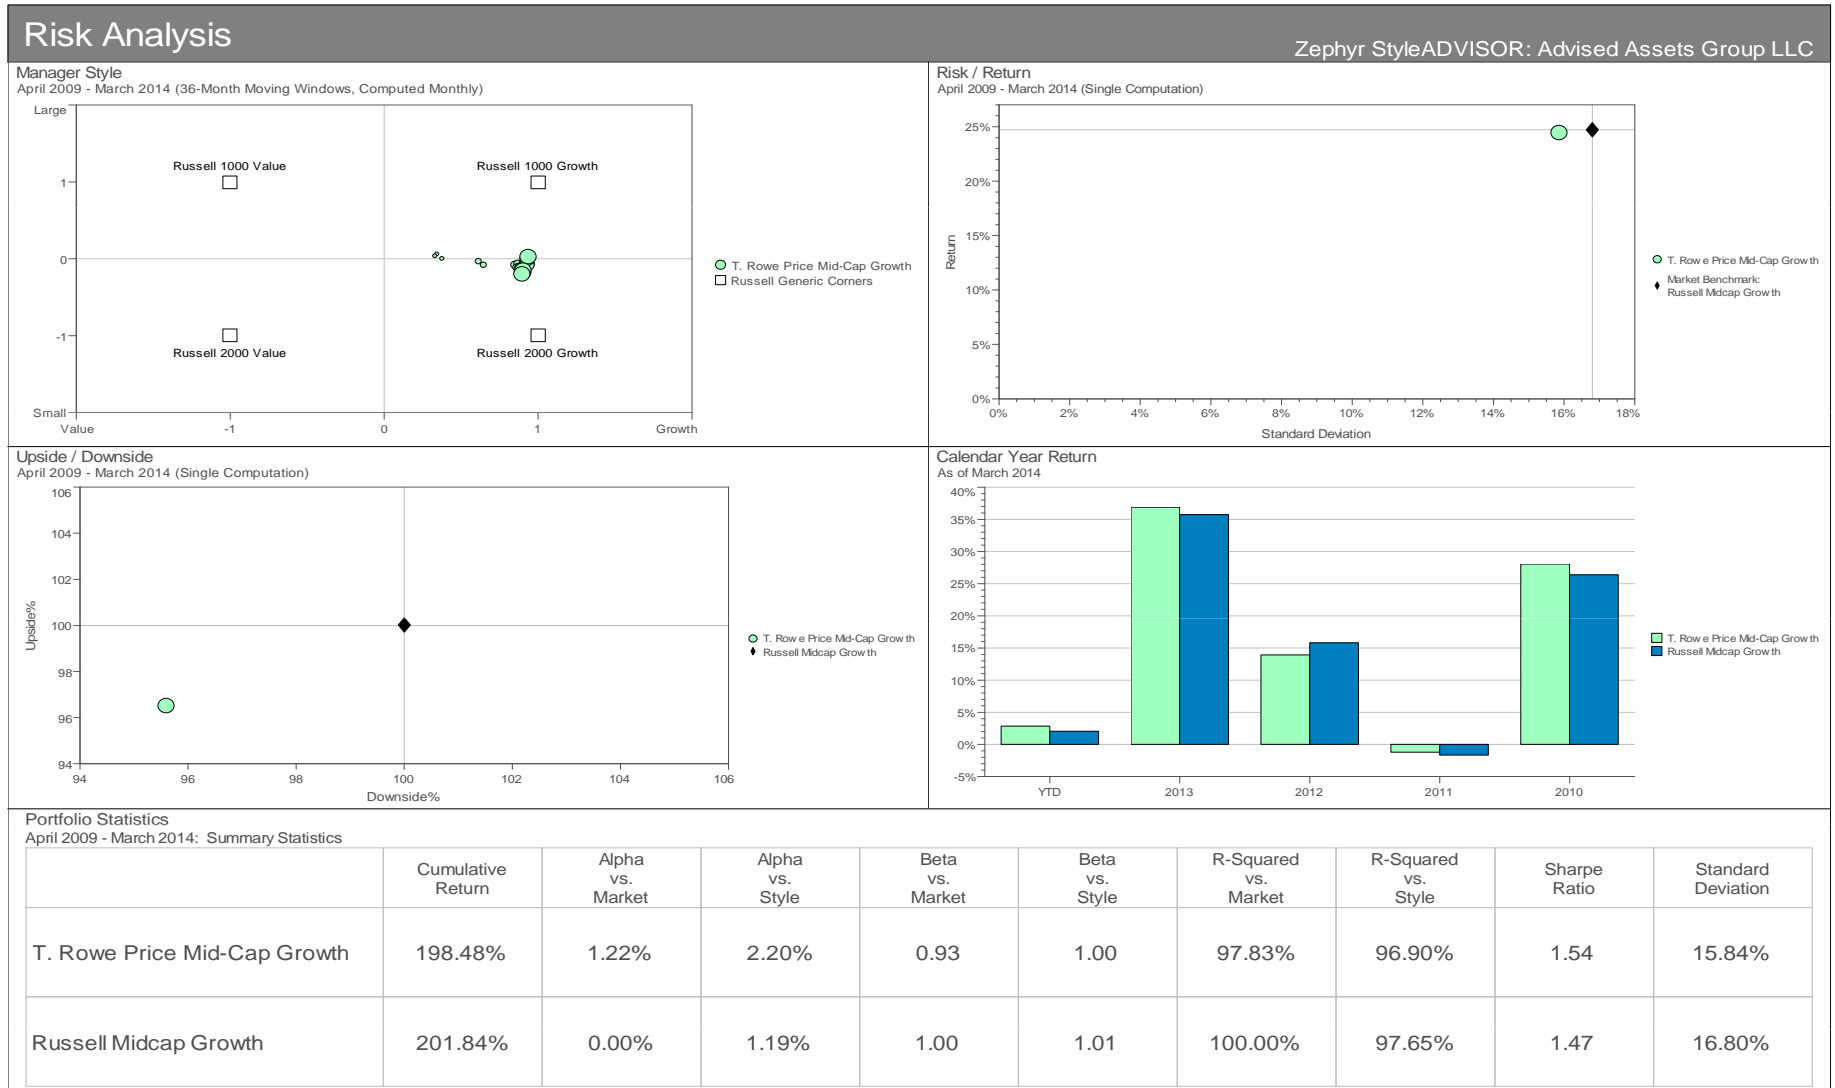 Risk Analysis
Zephyr StyleADVISOR: Advised Assets Group LLC
Manager Style
April 2009 - March 2014 (36-Month Moving Windows, Computed Monthly)
Large
1
0
-1
Small
Value
-1
0
1
Growth
Russell 1000 Value
Russell 1000 Growth
Russell 2000 Value
Russell 2000 Growth
T. Rowe Price Mid-Cap Growth
Russell Generic Corners
Risk / Return
April 2009 - March 2014 (Single Computation)
Return
25%
20%
15%
10%
5%
0%
0%
2%
4%
6%
8%
10%
12%
14%
16%
18%
Standard Deviation
T. Rowe Price Mid-Cap Growth
Market Benchmark:
Russell Midcap Growth
Upside / Downside
April 2009 - March 2014 (Single Computation)
Upside%
106
104
102
100
98
96
94
94
96
98
100
102
104
106
Downside%
T. Rowe Price Mid-Cap Growth
Russell Midcap Growth
Calendar Year Return
As of March 2014
40%
35%
30%
25%
20%
15%
10%
5%
0%
-5%
YTD
2013
2012
2011
2010
T. Rowe Price Mid-Cap Growth
Russell Midcap Growth
Portfolio Statistics
April 2009 - March 2014: Summary Statistics
Cumulative
Return
Alpha
vs.
Market
Alpha
vs.
Style
Beta
vs.
Market
Beta
vs.
Style
R-Squared
vs.
Market
R-Squared
vs.
Style
Sharpe
Ratio
Standard
Deviation
T. Rowe Price Mid-Cap Growth 198.48% 1.22% 2.20% 0.93 1.00 97.83% 96.90% 1.54 15.84%
Russell Midcap Growth 201.84% 0.00% 1.19% 1.00 1.01 100.00% 97.65% 1.47 16.80%